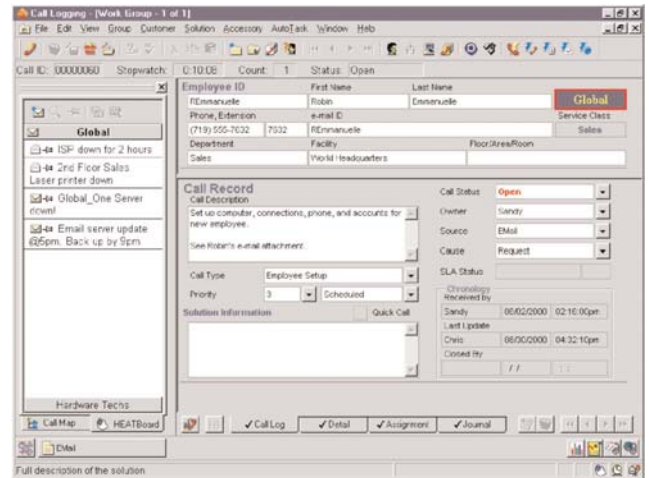 Call Logging - [Work Group - 1 of 1]
File Edit View Group Customer Solution Accessory AutoTask Window Help
Call ID: 00000060 Stopwatch: 0:10:08 Count: 1 Status: Open
Global
ISP down for 2 hours
2nd Floor Sales
Laser printer down
Global_One Server
down!
Email server update
@5pm. Back up by 9pm
Hardware Techs
Call Map HEATBoard
Employee ID First Name Last Name
REmmanuelle Robin Emmanuelle
Global
Phone, Extension e-mail ID Service Class
(719) 555-7032 7032 REmmanuelle Sales
Department Facility Floor/Area/Room
Sales World Headquarters
Call Record
Call Description
Set up computer, connections, phone, and accounts for
new employee.
See Robin's e-mail attachment.
Call Type Employee Setup
Priority 3 Scheduled
Solution Information Quick Call
Call Status Open
Owner Sandy
Source EMail
Cause Request
SLA Status
Chronology
Received by
Sandy 06/02/2000 02:16:00pm
Last Update
Chris 06/30/2000 04:32:10pm
Closed By
/ / : :
Call Log Detail Assignment Journal
EMail
Full description of the solution